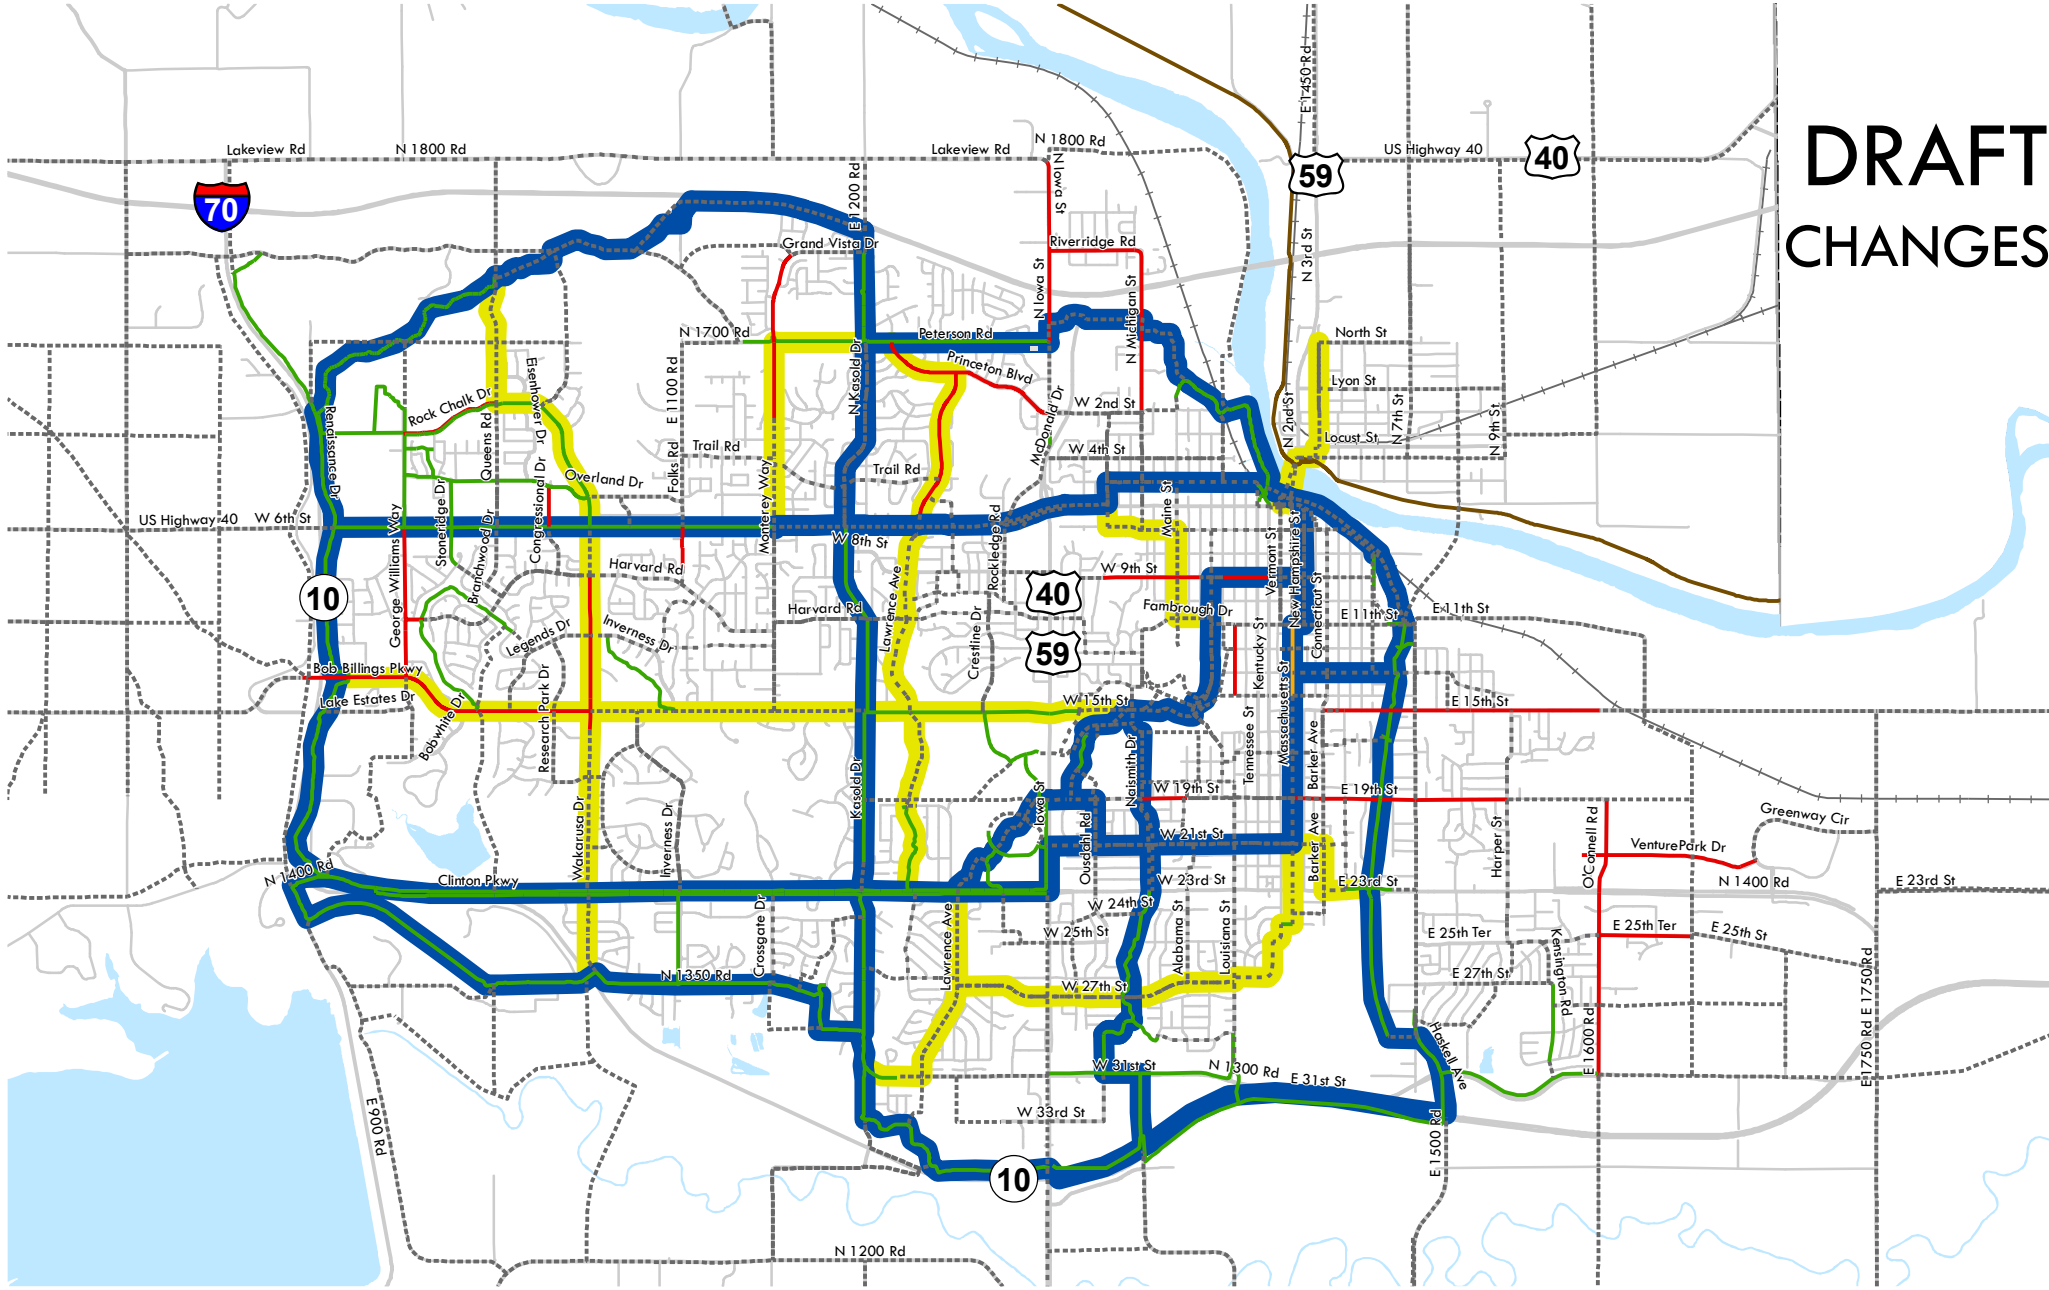 DRAFT
CHANGES
E 1450 Rd
Lakeview Rd
N 1800 Rd
Lakeview Rd
N 1800 Rd
US Highway 40
40
59
70
N Iowa St
E 1200 Rd
Grand Vista Dr
Riverridge Rd
N 3rd St
N Iowa St
N Michigan St
N 1700 Rd
Peterson Rd
North St
Princeton Blvd
Eisenhower Dr
E 1100 Rd
N Kasold Dr
Lyon St
Rock Chalk Dr
W 2nd St
McDonald Dr
N 2nd St
N 7th St
N 9th St
Renaissance Dr
Queens Rd
Trail Rd
Folks Rd
W 4th St
Locust St
Trail Rd
Overland Dr
Stoneridge Dr
Congressional Dr
Monterey Way
Maine St
US Highway 40
W 6th St
George Williams Way
Branchwood Dr
W 8th St
Rockledge Rd
Vermont St
New Hampshire St
Harvard Rd
W 9th St
40
10
Harvard Rd
Lawrence Ave
Fambrough Dr
Connecticut St
E 11th St
E 11th St
Legends Dr
Inverness Dr
Crestline Dr
59
Kentucky St
Bob Billings Pkwy
Lake Estates Dr
Bobwhite Dr
Research Park Dr
W 15th St
E 15th St
Massachusetts St
Tennessee St
Naismith Dr
Barker Ave
Kasold Dr
Iowa St
W 19th St
E 19th St
Wakarusa Dr
Inverness Dr
Ousdahl Rd
W 21st St
Barker Ave
Harper St
O'Connell Rd
Greenway Cir
VenturePark Dr
N 1400 Rd
Clinton Pkwy
W 23rd St
E 23rd St
N 1400 Rd
E 23rd St
Crossgate Dr
Lawrence Ave
W 24th St
W 25th St
Alabama St
Louisiana St
E 25th Ter
E 25th Ter
E 25th St
Kensington Rd
N 1350 Rd
W 27th St
E 27th St
E 1750 Rd
E 1750 Rd
E 1600 Rd
Haskell Ave
W 31st St
N 1300 Rd
E 31st St
E 900 Rd
W 33rd St
E 1500 Rd
10
N 1200 Rd